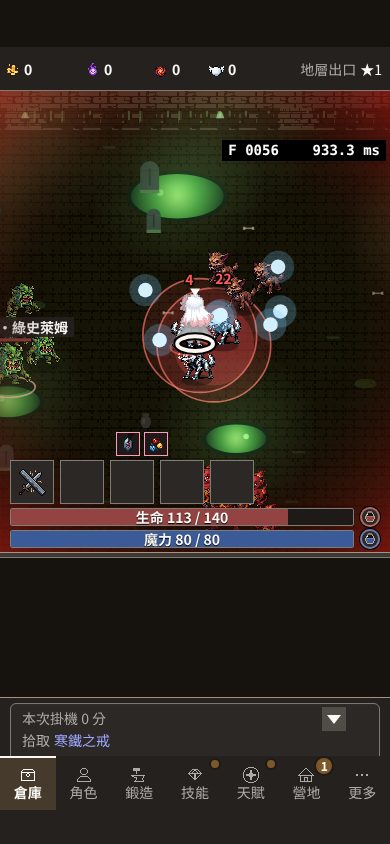 0 0 0 0 地層出口 ★1
F 0056 933.3 ms
4 22
・綠史萊姆
生命 113 / 140
魔力 80 / 80
本次掛機 0 分
拾取 寒鐵之戒
1
倉庫 角色 鍛造 技能 天賦 營地 更多